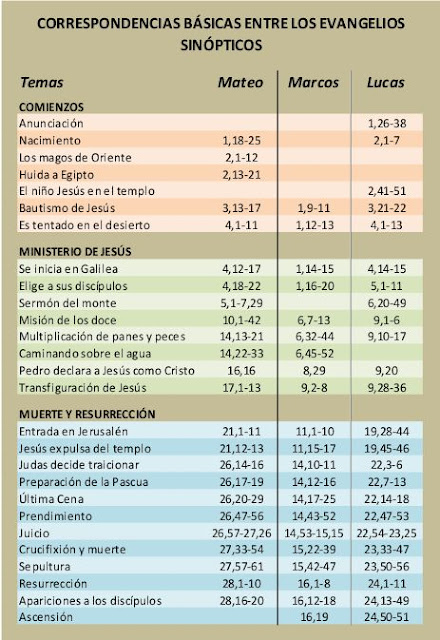 CORRESPONDENCIAS BÁSICAS ENTRE LOS EVANGELIOS
SINÓPTICOS
Temas Mateo Marcos Lucas
COMIENZOS
Anunciación 1,26-38
Nacimiento 1,18-25 2,1-7
Los magos de Oriente 2,1-12
Huida a Egipto 2,13-21
El niño Jesús en el templo 2,41-51
Bautismo de Jesús 3,13-17 1,9-11 3,21-22
Es tentado en el desierto 4,1-11 1,12-13 4,1-13
MINISTERIO DE JESÚS
Se inicia en Galilea 4,12-17 1,14-15 4,14-15
Elige a sus discípulos 4,18-22 1,16-20 5,1-11
Sermón del monte 5,1-7,29 6,20-49
Misión de los doce 10,1-42 6,7-13 9,1-6
Multiplicación de panes y peces 14,13-21 6,32-44 9,10-17
Caminando sobre el agua 14,22-33 6,45-52
Pedro declara a Jesús como Cristo 16,16 8,29 9,20
Transfiguración de Jesús 17,1-13 9,2-8 9,28-36
MUERTE Y RESURRECCIÓN
Entrada en Jerusalén 21,1-11 11,1-10 19,28-44
Jesús expulsa del templo 21,12-13 11,15-17 19,45-46
Judas decide traicionar 26,14-16 14,10-11 22,3-6
Preparación de la Pascua 26,17-19 14,12-16 22,7-13
Última Cena 26,20-29 14,17-25 22,14-18
Prendimiento 26,47-56 14,43-52 22,47-53
Juicio 26,57-27,26 14,53-15,15 22,54-23,25
Crucifixión y muerte 27,33-54 15,22-39 23,33-47
Sepultura 27,57-61 15,42-47 23,50-56
Resurrección 28,1-10 16,1-8 24,1-11
Apariciones a los discípulos 28,16-20 16,12-18 24,13-49
Ascensión 16,19 24,50-51